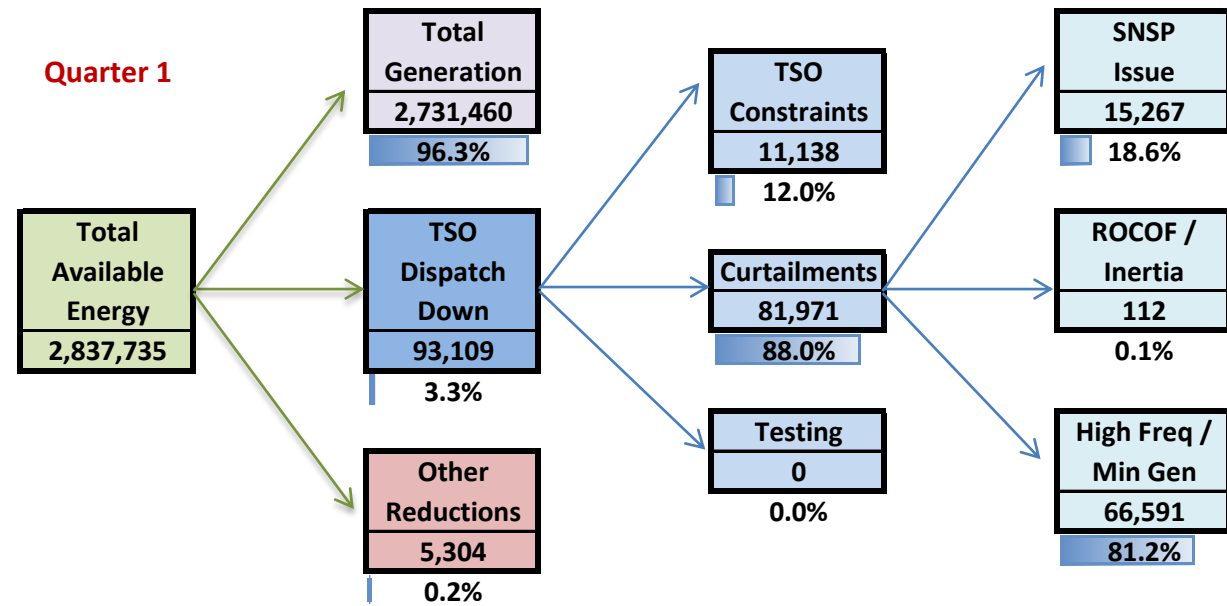 Quarter 1
Total
Available
Energy
2,837,735
Total
Generation
2,731,460
96.3%
TSO
Dispatch
Down
93,109
3.3%
Other
Reductions
5,304
0.2%
TSO
Constraints
11,138
12.0%
Curtailments
81,971
88.0%
Testing
0
0.0%
SNSP
Issue
15,267
18.6%
ROCOF /
Inertia
112
0.1%
High Freq /
Min Gen
66,591
81.2%